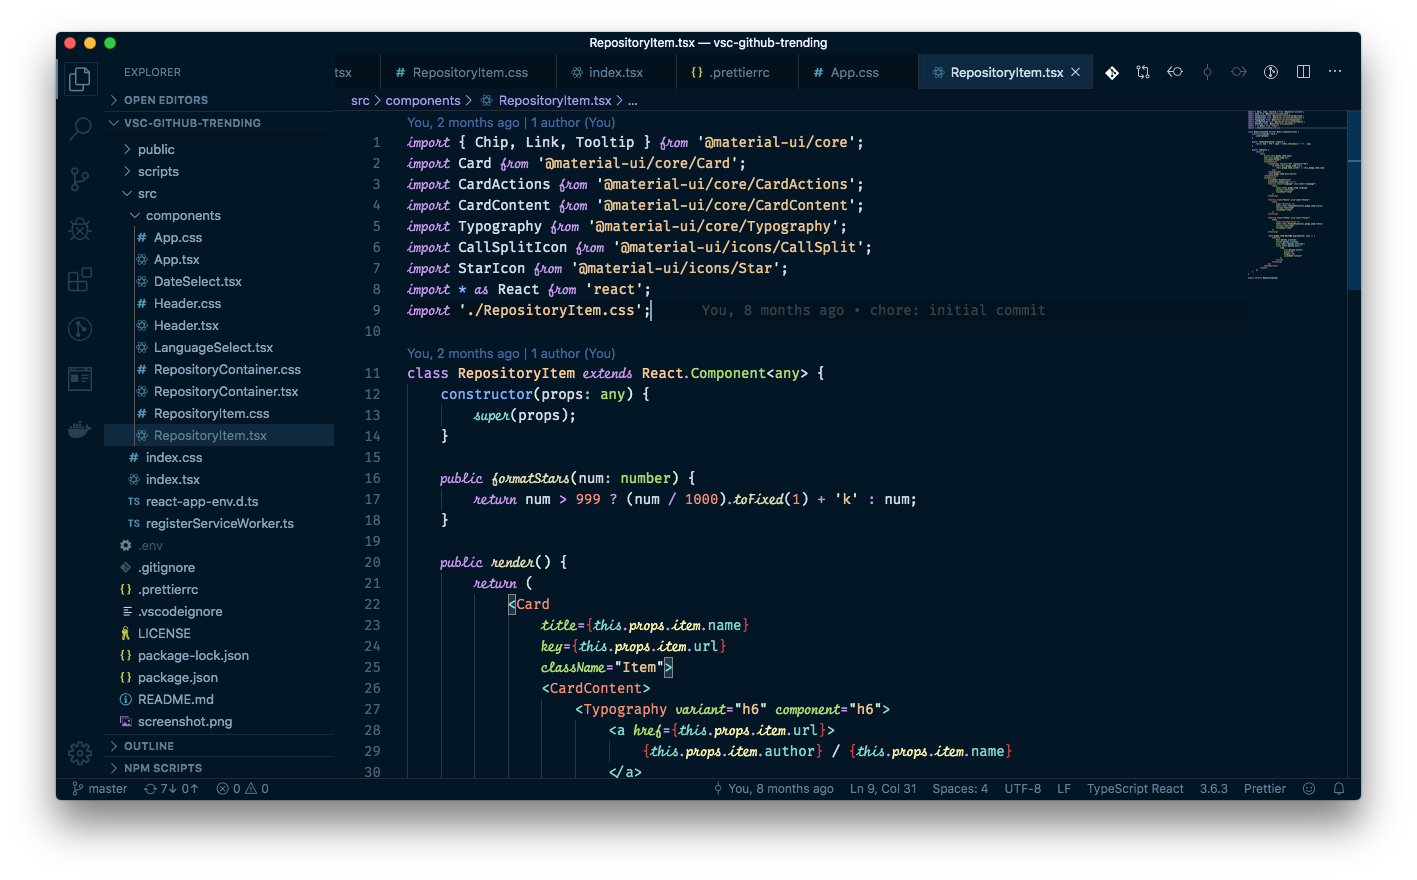 RepositoryItem.tsx — vsc-github-trending
EXPLORER
OPEN EDITORS
VSC-GITHUB-TRENDING
public
scripts
src
components
# App.css
App.tsx
DateSelect.tsx
# Header.css
Header.tsx
LanguageSelect.tsx
# RepositoryContainer.css
RepositoryContainer.tsx
# RepositoryItem.css
RepositoryItem.tsx
# index.css
index.tsx
TS react-app-env.d.ts
TS registerServiceWorker.ts
.env
.gitignore
{} .prettierrc
.vscodeignore
LICENSE
{} package-lock.json
{} package.json
README.md
screenshot.png
OUTLINE
NPM SCRIPTS
tsx # RepositoryItem.css index.tsx {} .prettierrc # App.css RepositoryItem.tsx ×
src > components > RepositoryItem.tsx > ...
You, 2 months ago | 1 author (You)
1 import { Chip, Link, Tooltip } from '@material-ui/core';
2 import Card from '@material-ui/core/Card';
3 import CardActions from '@material-ui/core/CardActions';
4 import CardContent from '@material-ui/core/CardContent';
5 import Typography from '@material-ui/core/Typography';
6 import CallSplitIcon from '@material-ui/icons/CallSplit';
7 import StarIcon from '@material-ui/icons/Star';
8 import * as React from 'react';
9 import './RepositoryItem.css'; You, 8 months ago • chore: initial commit
10
You, 2 months ago | 1 author (You)
11 class RepositoryItem extends React.Component<any> {
12 constructor(props: any) {
13 super(props);
14 }
15
16 public formatStars(num: number) {
17 return num > 999 ? (num / 1000).toFixed(1) + 'k' : num;
18 }
19
20 public render() {
21 return (
22 <Card
23 title={this.props.item.name}
24 key={this.props.item.url}
25 className="Item">
26 <CardContent>
27 <Typography variant="h6" component="h6">
28 <a href={this.props.item.url}>
29 {this.props.item.author} / {this.props.item.name}
30 </a>
master 7↓ 0↑ 0 0 You, 8 months ago Ln 9, Col 31 Spaces: 4 UTF-8 LF TypeScript React 3.6.3 Prettier